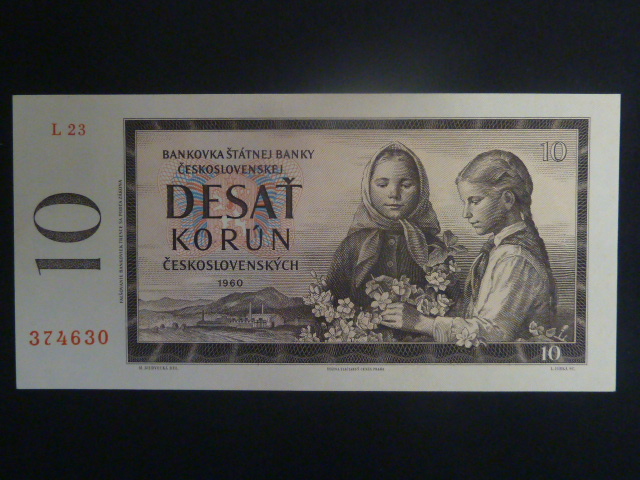 L 23
10
374630
BANKOVKA ŠTÁTNEJ BANKY
ČESKOSLOVENSKEJ
DESAŤ
KORÚN
ČESKOSLOVENSKÝCH
1960
10
10